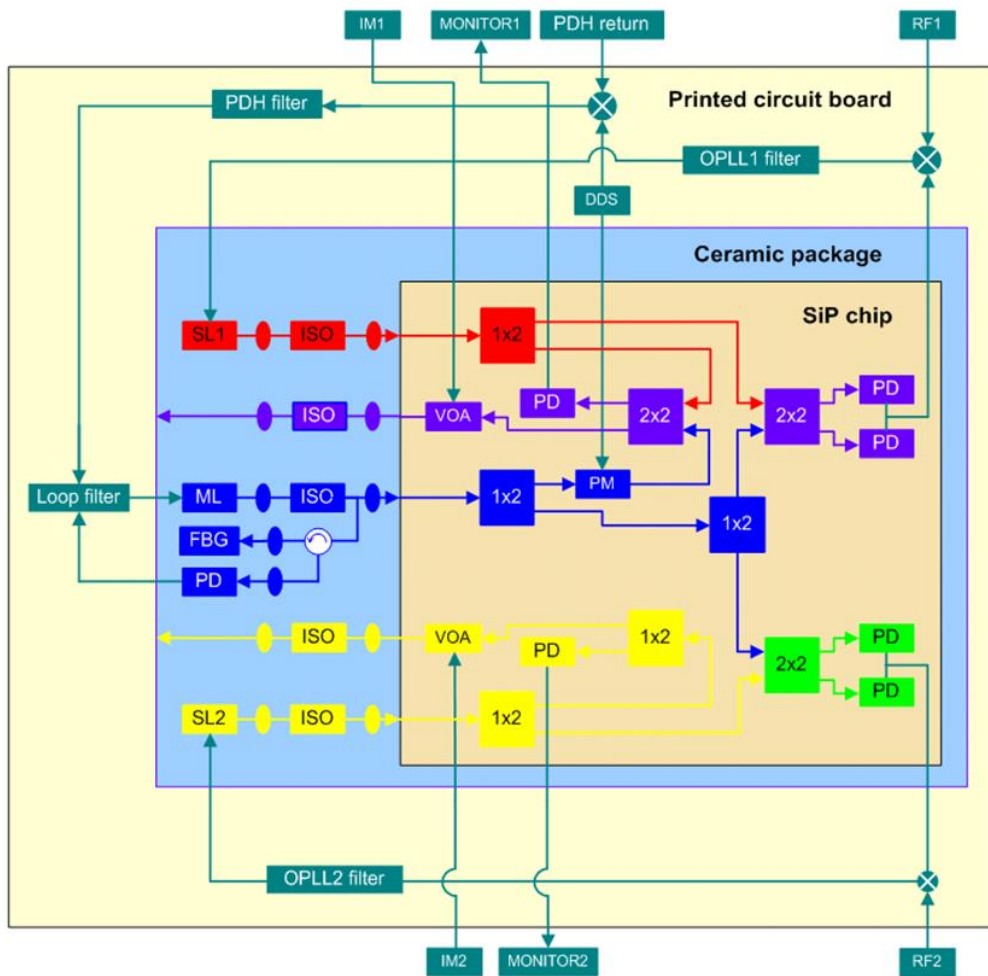 IM1
MONITOR1
PDH return
RF1
PDH filter
Printed circuit board
OPLL1 filter
DDS
Ceramic package
SiP chip
SL1
ISO
1x2
PD
ISO
VOA
PD
2x2
2x2
PD
Loop filter
ML
ISO
1x2
PM
1x2
FBG
PD
ISO
VOA
PD
1x2
PD
2x2
PD
SL2
ISO
1x2
OPLL2 filter
IM2
MONITOR2
RF2